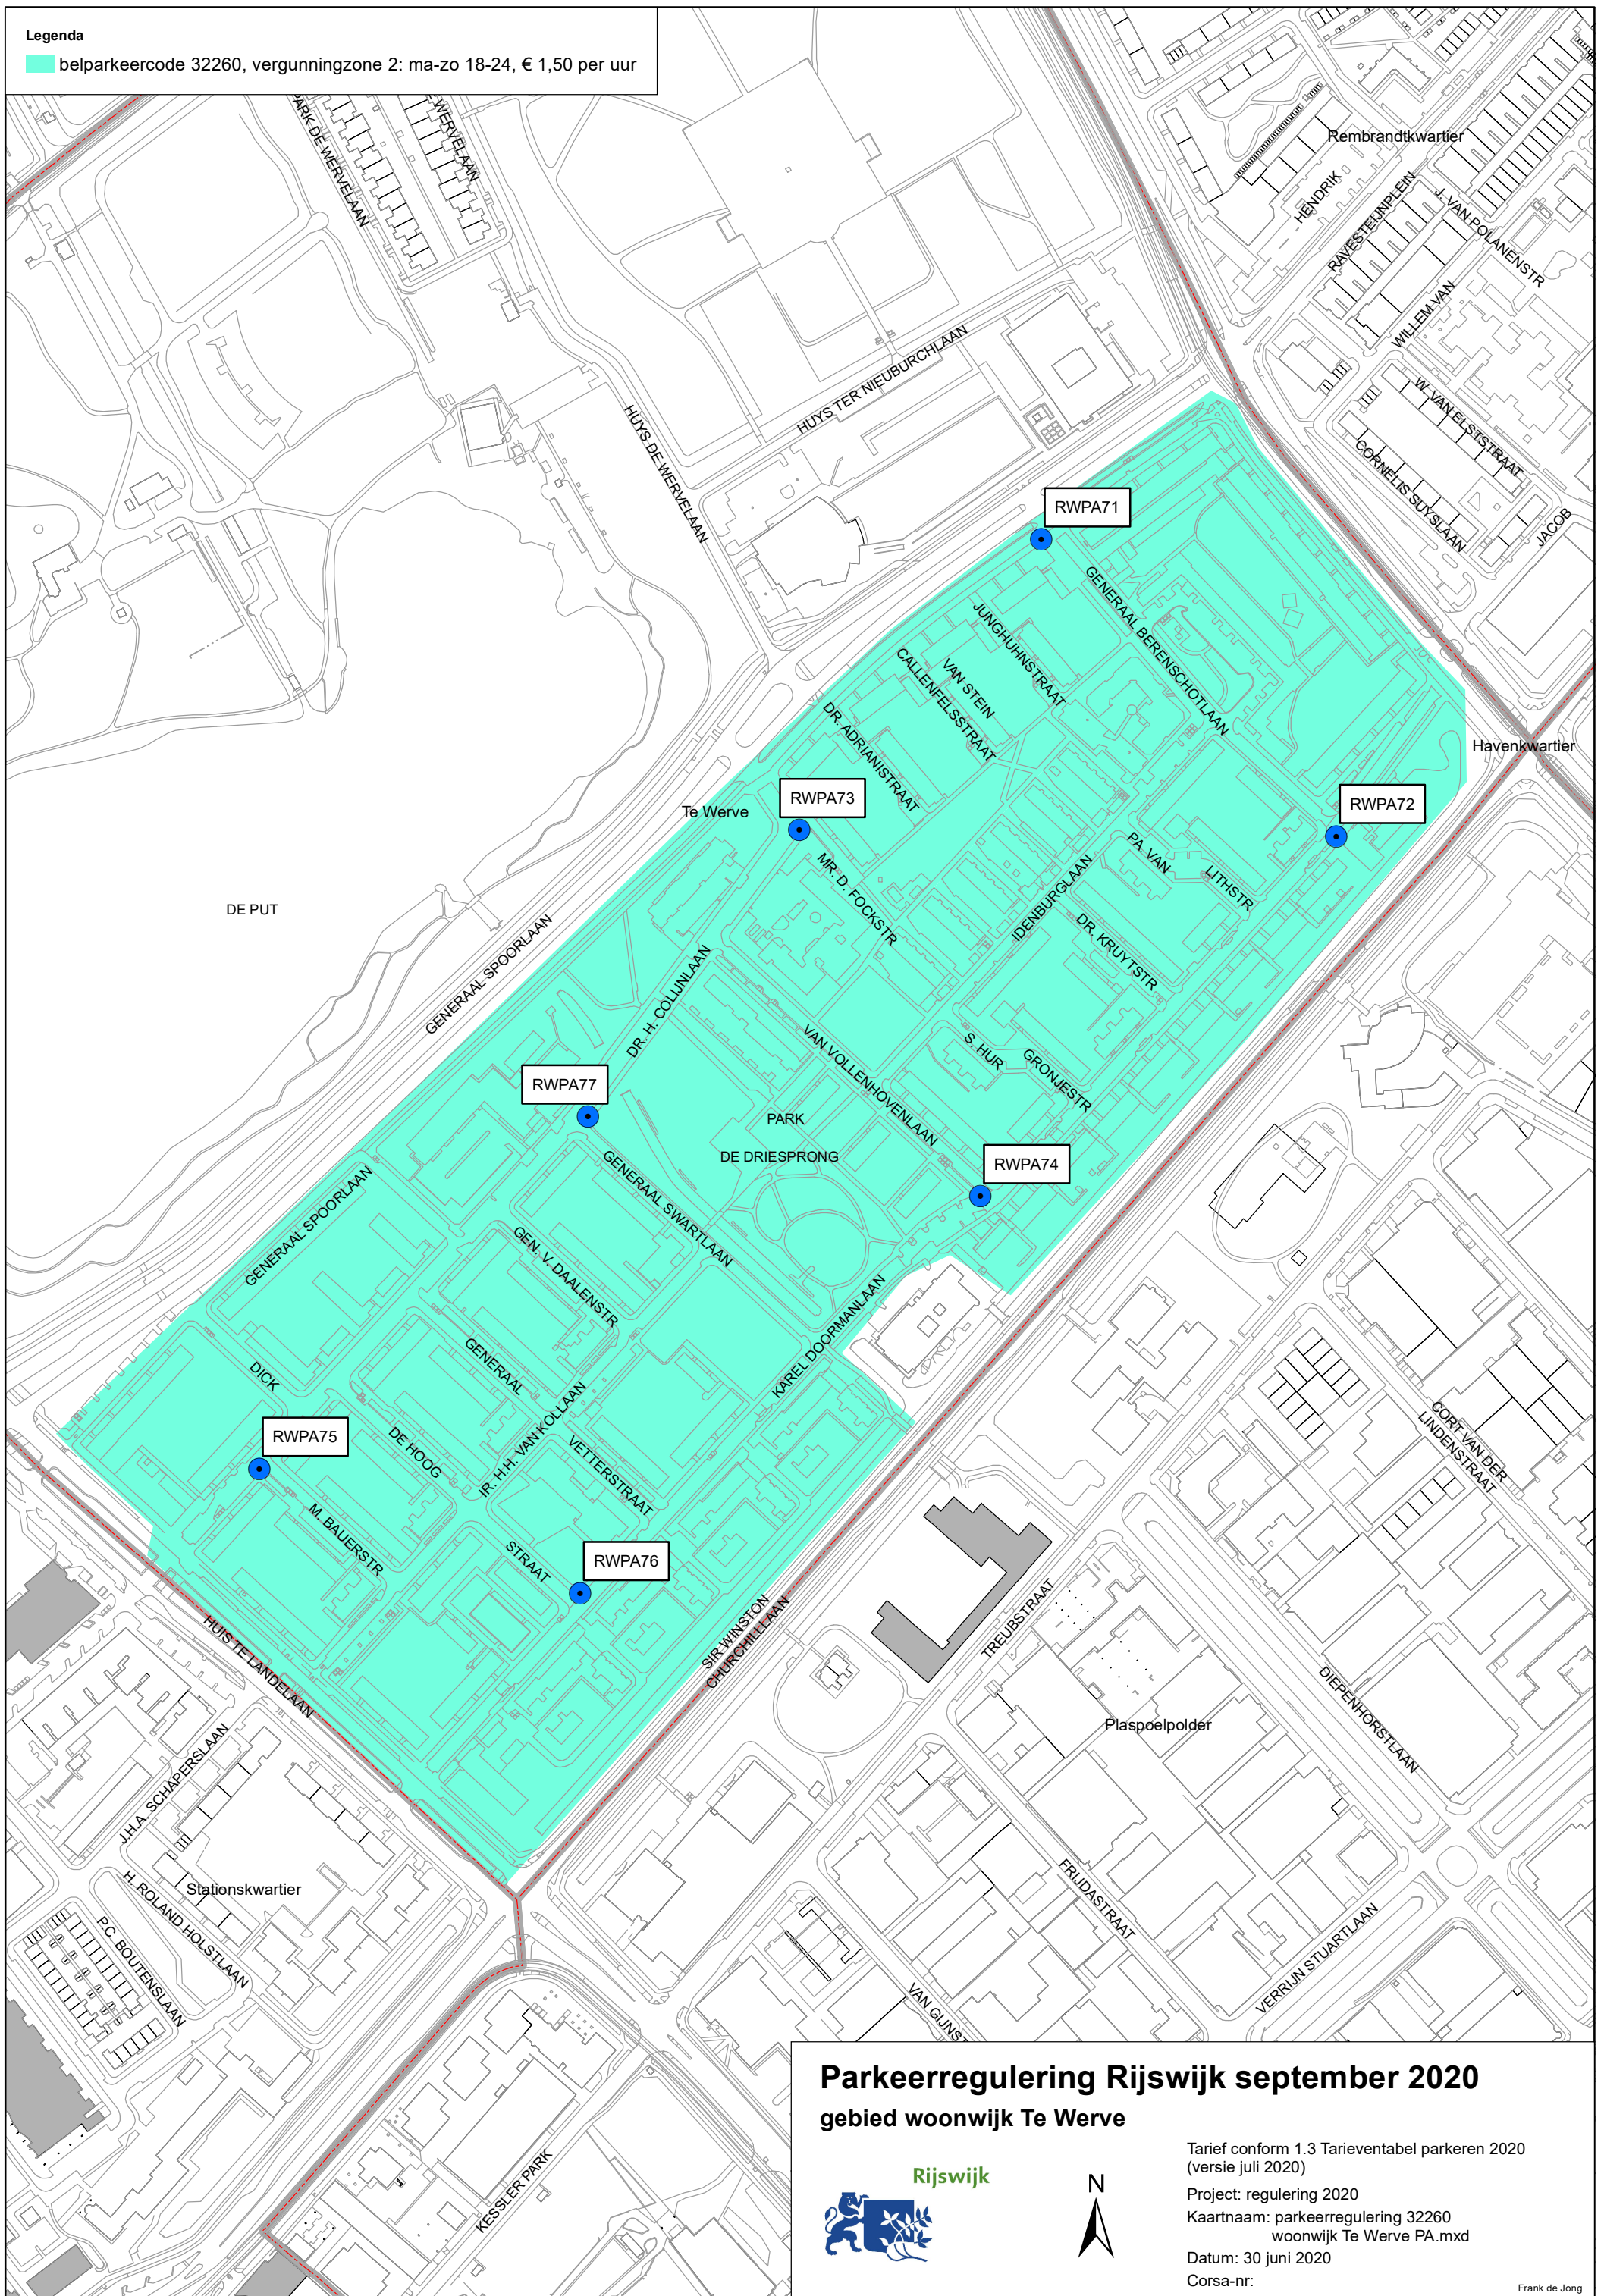 Legenda
belparkeercode 32260, vergunningzone 2: ma-zo 18-24, € 1,50 per uur
PARK DE WERVELAAN
WERVELAAN
Rembrandtkwartier
HENDRIK
RAVESTEIJNPLEIN
J. VAN POLANENSTR
WILLEM VAN
HUYS TER NIEUBURCHLAAN
HUYS DE WERVELAAN
W. VAN ELSTSTRAAT
CORNELIS SUYSLAAN
JACOB
RWPA71
GENERAAL BERENSCHOTLAAN
JUNGHUHNSTRAAT
VAN STEIN
CALLENFELSSTRAAT
DR. ADRIANISTRAAT
Havenkwartier
RWPA73
RWPA72
Te Werve
MR. D. FOCKSTR
PA. VAN
LITHSTR
IDENBURGLAAN
DE PUT
DR. KRUYTSTR
GENERAAL SPOORLAAN
DR. H. COLIJNLAAN
VAN VOLLENHOVENLAAN
S. HUR
GRONJESTR
RWPA77
PARK
DE DRIESPRONG
RWPA74
GENERAAL SWARTLAAN
GENERAAL SPOORLAAN
GEN. V. DAALENSTR
KAREL DOORMANLAAN
GENERAAL
DICK
CORT VAN DER
LINDENSTRAAT
RWPA75
DE HOOG
IR. H.H. VAN KOLLAAN
VETTERSTRAAT
M. BAUERSTR
STRAAT
RWPA76
SIR WINSTON
CHURCHILLLAAN
TREUBSTRAAT
HUIS TE LANDELAAN
DIEPENHORSTLAAN
Plaspoelpolder
J.H.A. SCHAPERSLAAN
FRIJDASTRAAT
Stationskwartier
H. ROLAND HOLSTLAAN
P.C. BOUTENSLAAN
VERRIJN STUARTLAAN
VAN GIJNST
KESSLER PARK
Parkeerregulering Rijswijk september 2020
gebied woonwijk Te Werve
Rijswijk
N
Tarief conform 1.3 Tarieventabel parkeren 2020
(versie juli 2020)
Project: regulering 2020
Kaartnaam: parkeerregulering 32260
woonwijk Te Werve PA.mxd
Datum: 30 juni 2020
Corsa-nr:
Frank de Jong